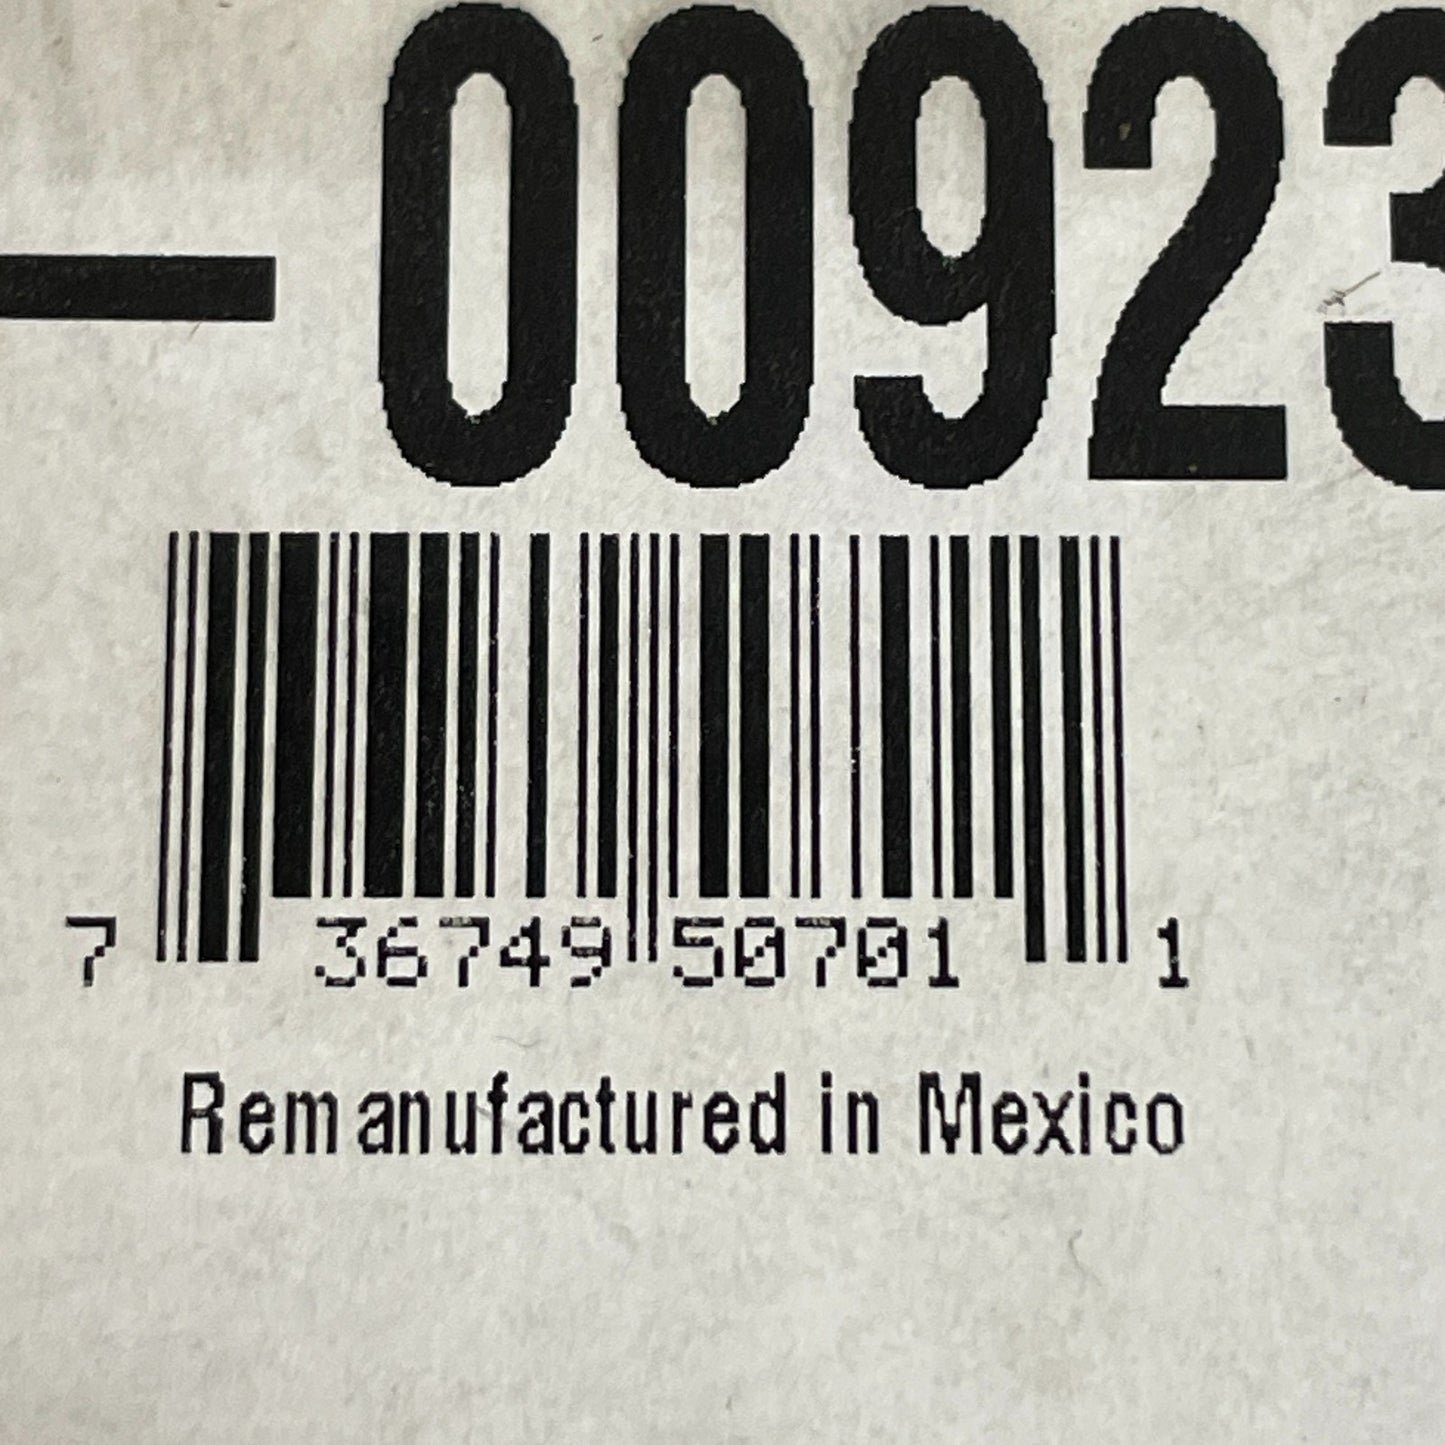 -00923
7 36749 50701 1
Remanufactured in Mexico